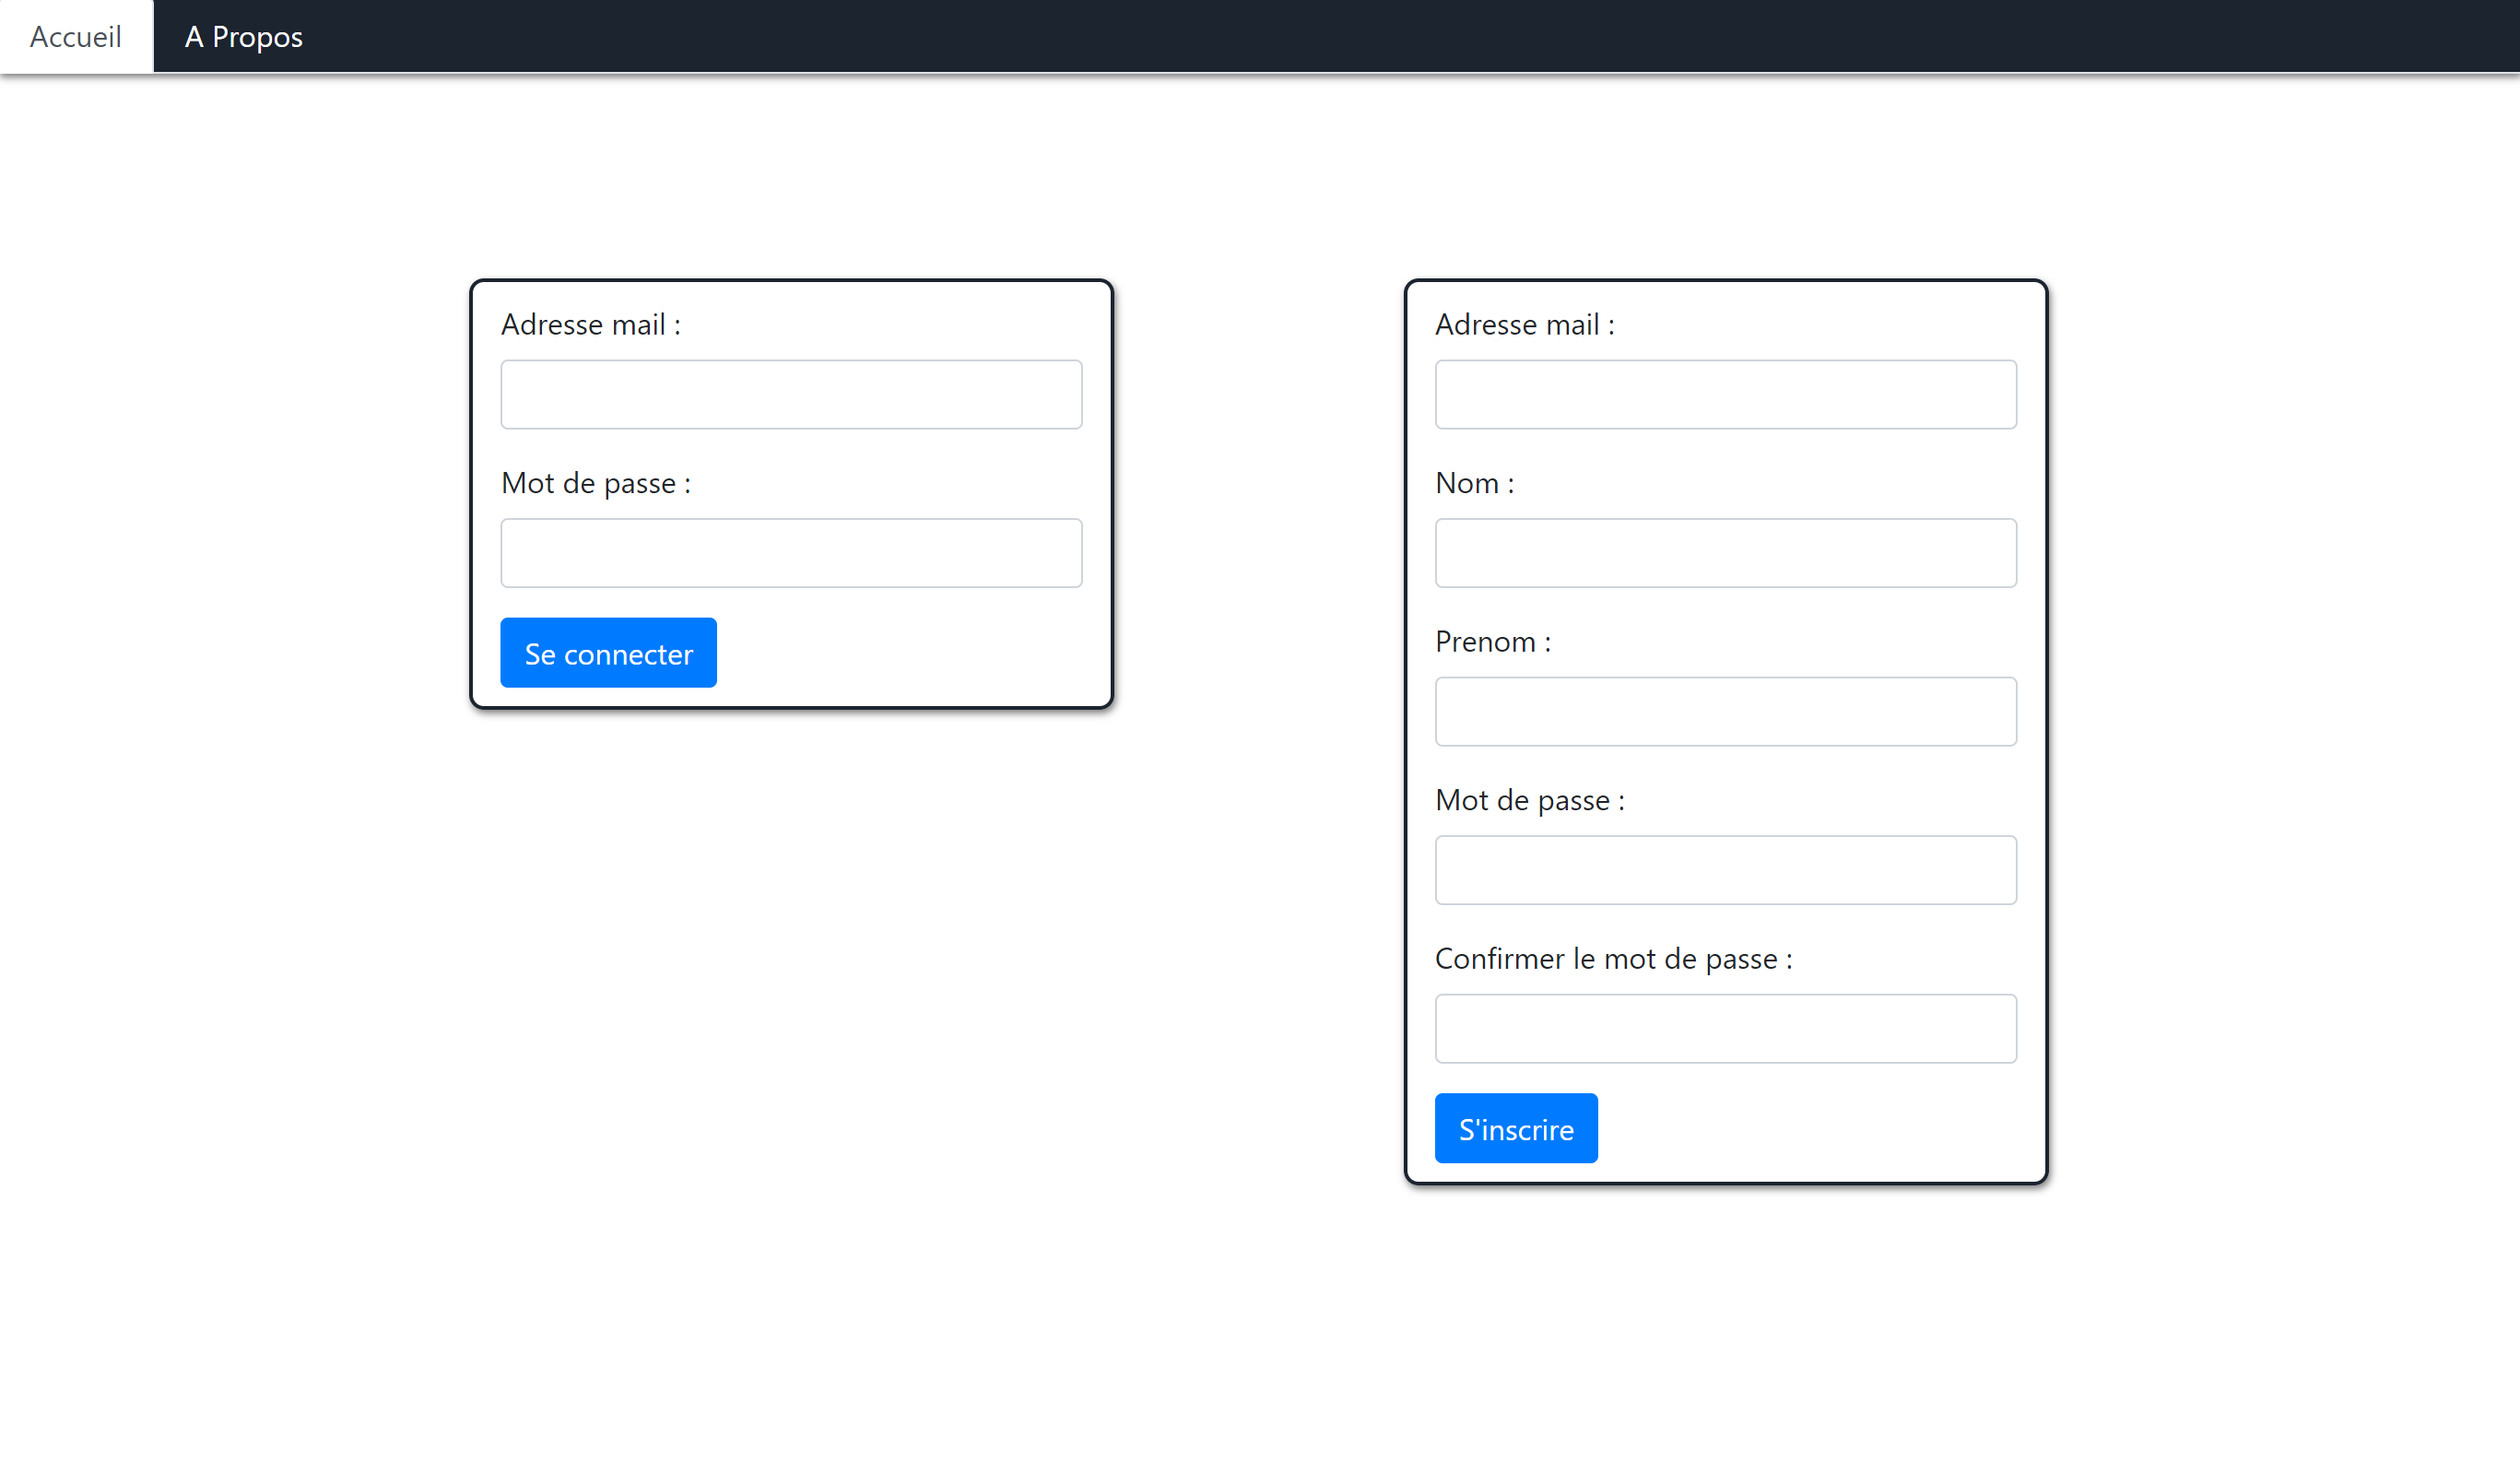 Accueil
A Propos
Adresse mail :
Mot de passe :
Se connecter
Adresse mail :
Nom :
Prenom :
Mot de passe :
Confirmer le mot de passe :
S'inscrire